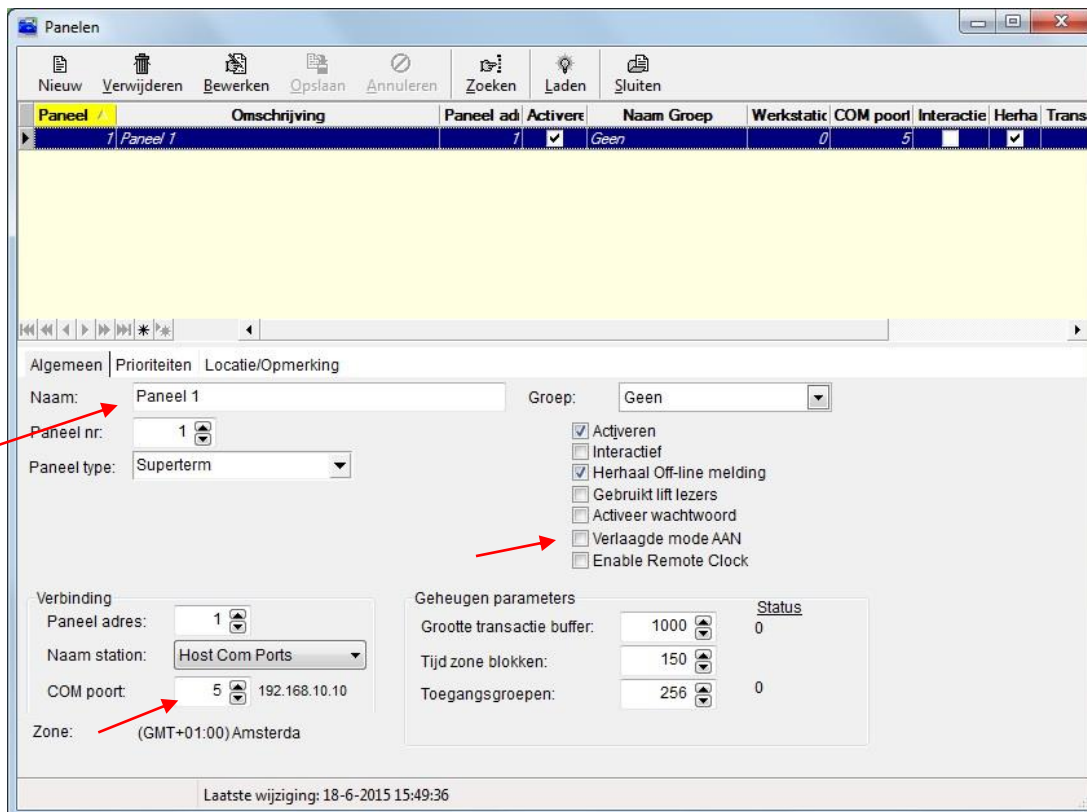 Panelen
Nieuw Verwijderen Bewerken Opslaan Annuleren Zoeken Laden Sluiten
Paneel Omschrijving Paneel ad Activere Naam Groep Werkstatic COM poort Interactie Herha Trans
1 Paneel 1 1 Geen 0 5
Algemeen Prioriteiten Locatie/Opmerking
Naam: Paneel 1 Groep: Geen
Paneel nr: 1 Activeren
Interactief
Paneel type: Superterm Herhaal Off-line melding
Gebruikt lift lezers
Activeer wachtwoord
Verlaagde mode AAN
Enable Remote Clock
Verbinding Geheugen parameters Status
Paneel adres: 1 Grootte transactie buffer: 1000 0
Naam station: Host Com Ports Tijd zone blokken: 150
COM poort: 5 192.168.10.10 Toegangsgroepen: 256 0
Zone: (GMT+01:00) Amsterda
Laatste wijziging: 18-6-2015 15:49:36